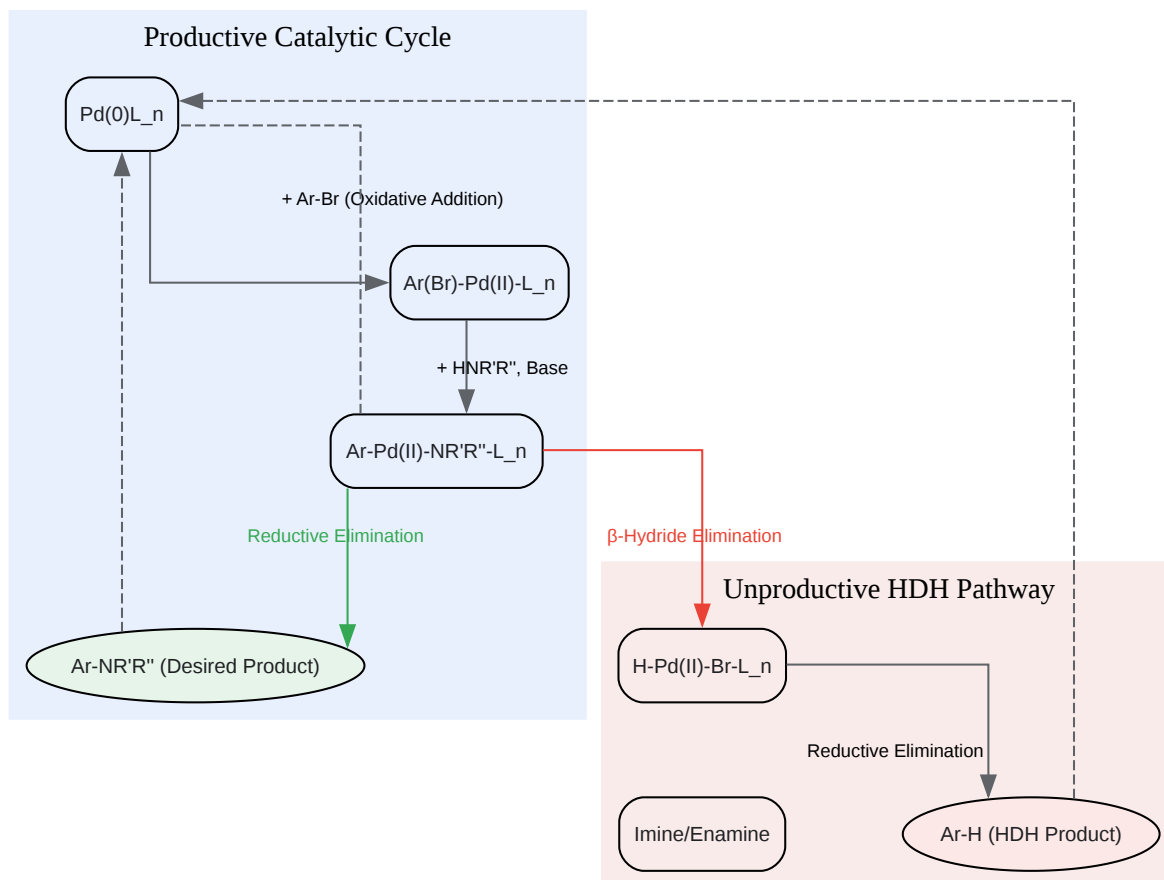 Productive Catalytic Cycle
Pd(0)L_n
+ Ar-Br (Oxidative Addition)
Ar(Br)-Pd(II)-L_n
+ HNR'R'', Base
Ar-Pd(II)-NR'R''-L_n
Reductive Elimination
β-Hydride Elimination
Unproductive HDH Pathway
Ar-NR'R'' (Desired Product)
H-Pd(II)-Br-L_n
Reductive Elimination
Imine/Enamine
Ar-H (HDH Product)